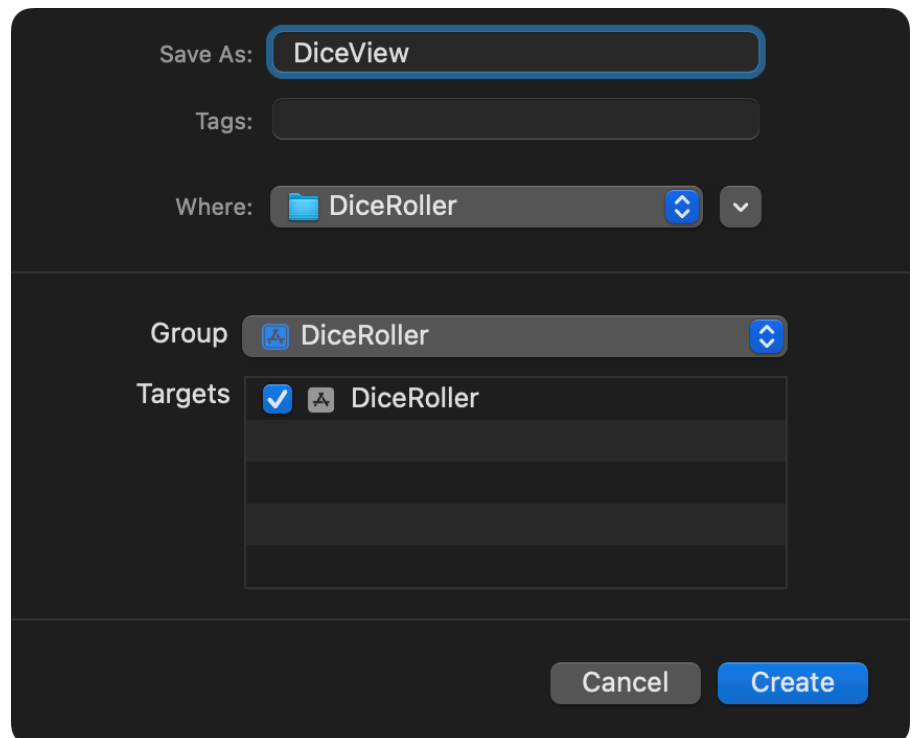 Save As: DiceView
Tags:
Where: DiceRoller
Group DiceRoller
Targets DiceRoller
Cancel Create